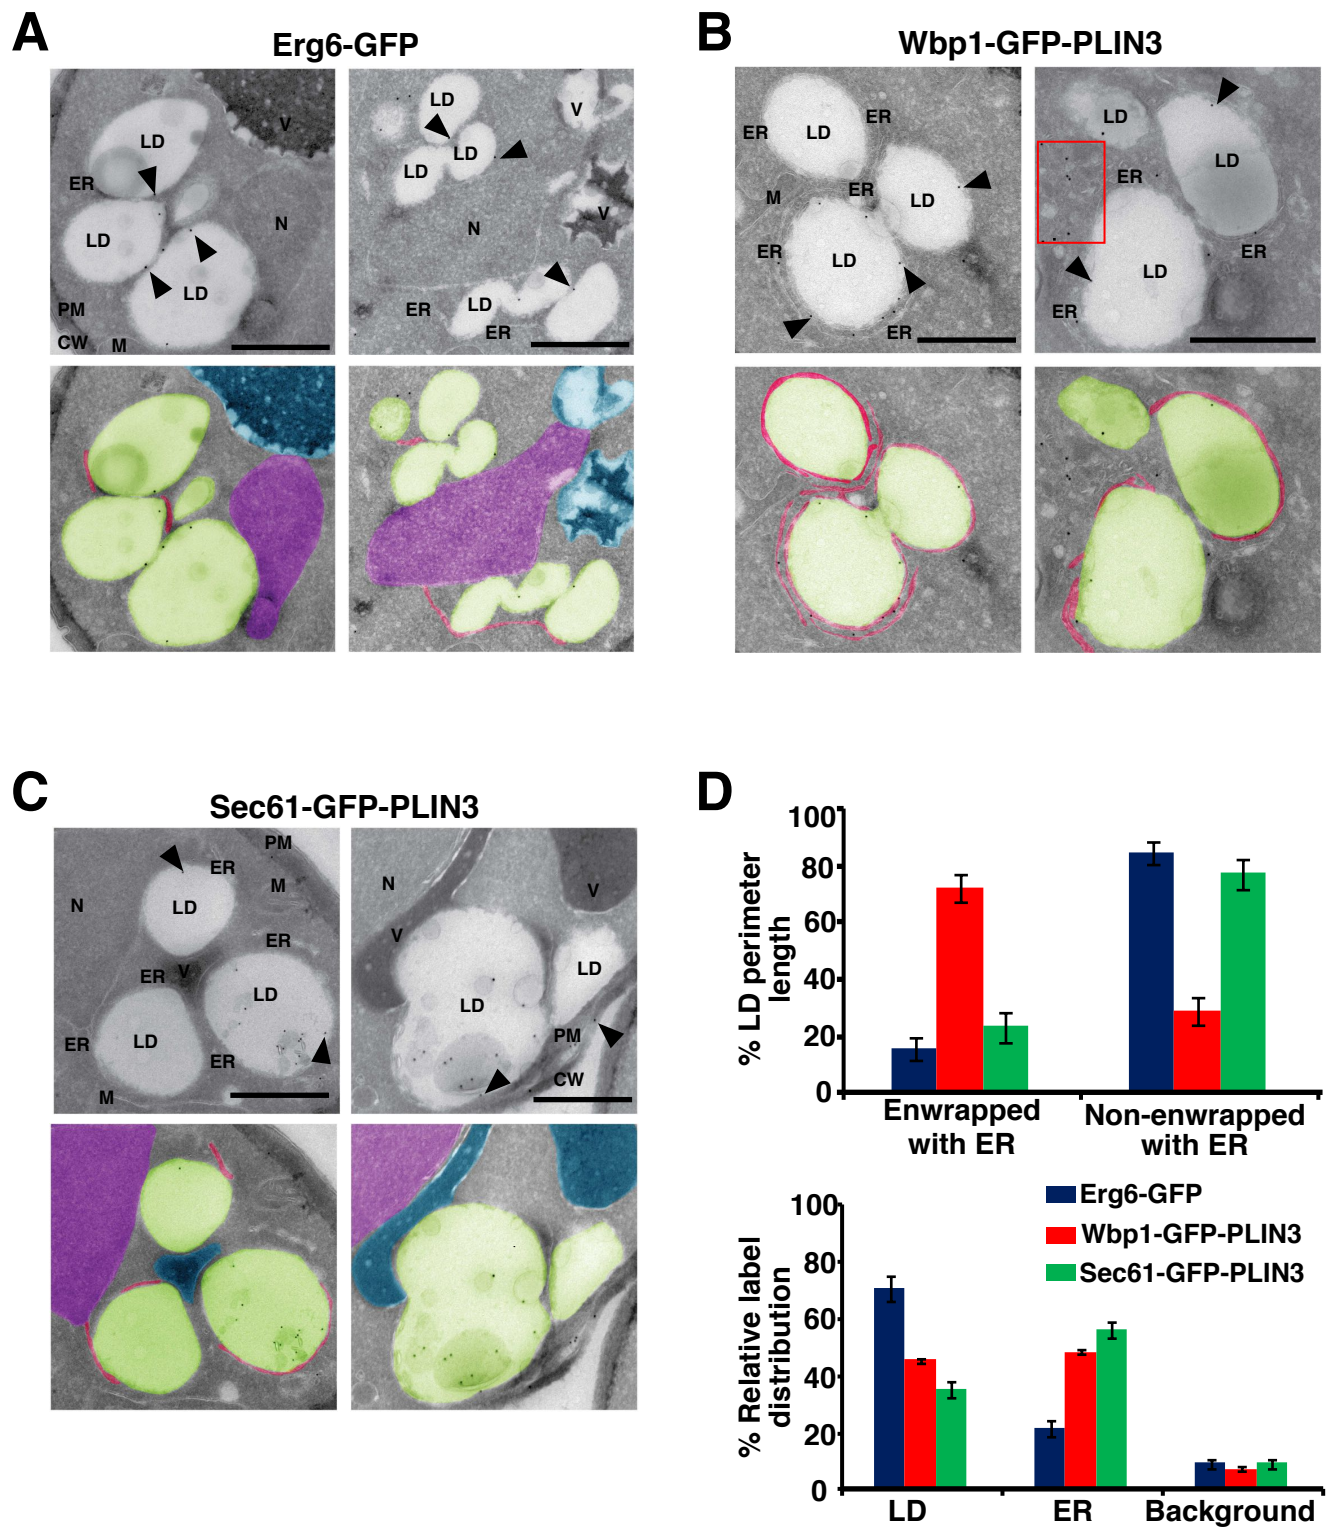 A
Erg6-GFP
LD
V
ER
N
LD
LD
PM
CW
M
LD
V
LD
LD
V
N
ER
LD
ER
B
Wbp1-GFP-PLIN3
ER
LD
ER
M
ER
LD
ER
LD
ER
LD
LD
ER
ER
LD
ER
C
Sec61-GFP-PLIN3
PM
ER
M
N
LD
ER
ER
V
LD
ER
LD
ER
M
N
V
V
LD
LD
PM
CW
D
% LD perimeter
length
100
80
60
40
20
0
Enwrapped
with ER
Non-enwrapped
with ER
Erg6-GFP
Wbp1-GFP-PLIN3
Sec61-GFP-PLIN3
% Relative label
distribution
100
80
60
40
20
0
LD
ER
Background